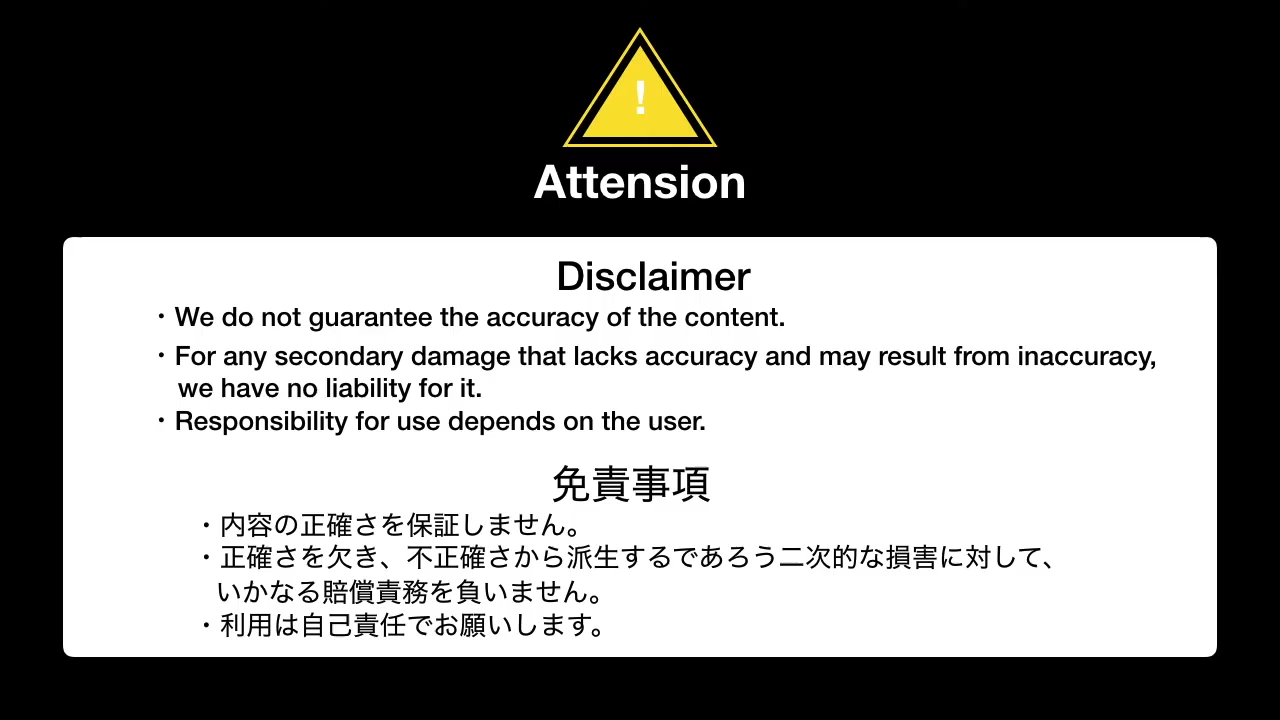 !
Attension
Disclaimer
・We do not guarantee the accuracy of the content.
・For any secondary damage that lacks accuracy and may result from inaccuracy,
we have no liability for it.
・Responsibility for use depends on the user.
免責事項
・内容の正確さを保証しません。
・正確さを欠き、不正確さから派生するであろう二次的な損害に対して、
いかなる賠償責務を負いません。
・利用は自己責任でお願いします。